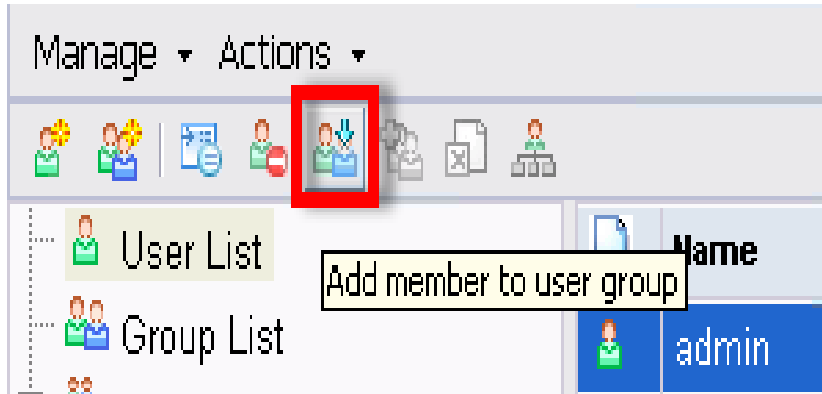 Manage Actions
User List
Name
Add member to user group
Group List
admin